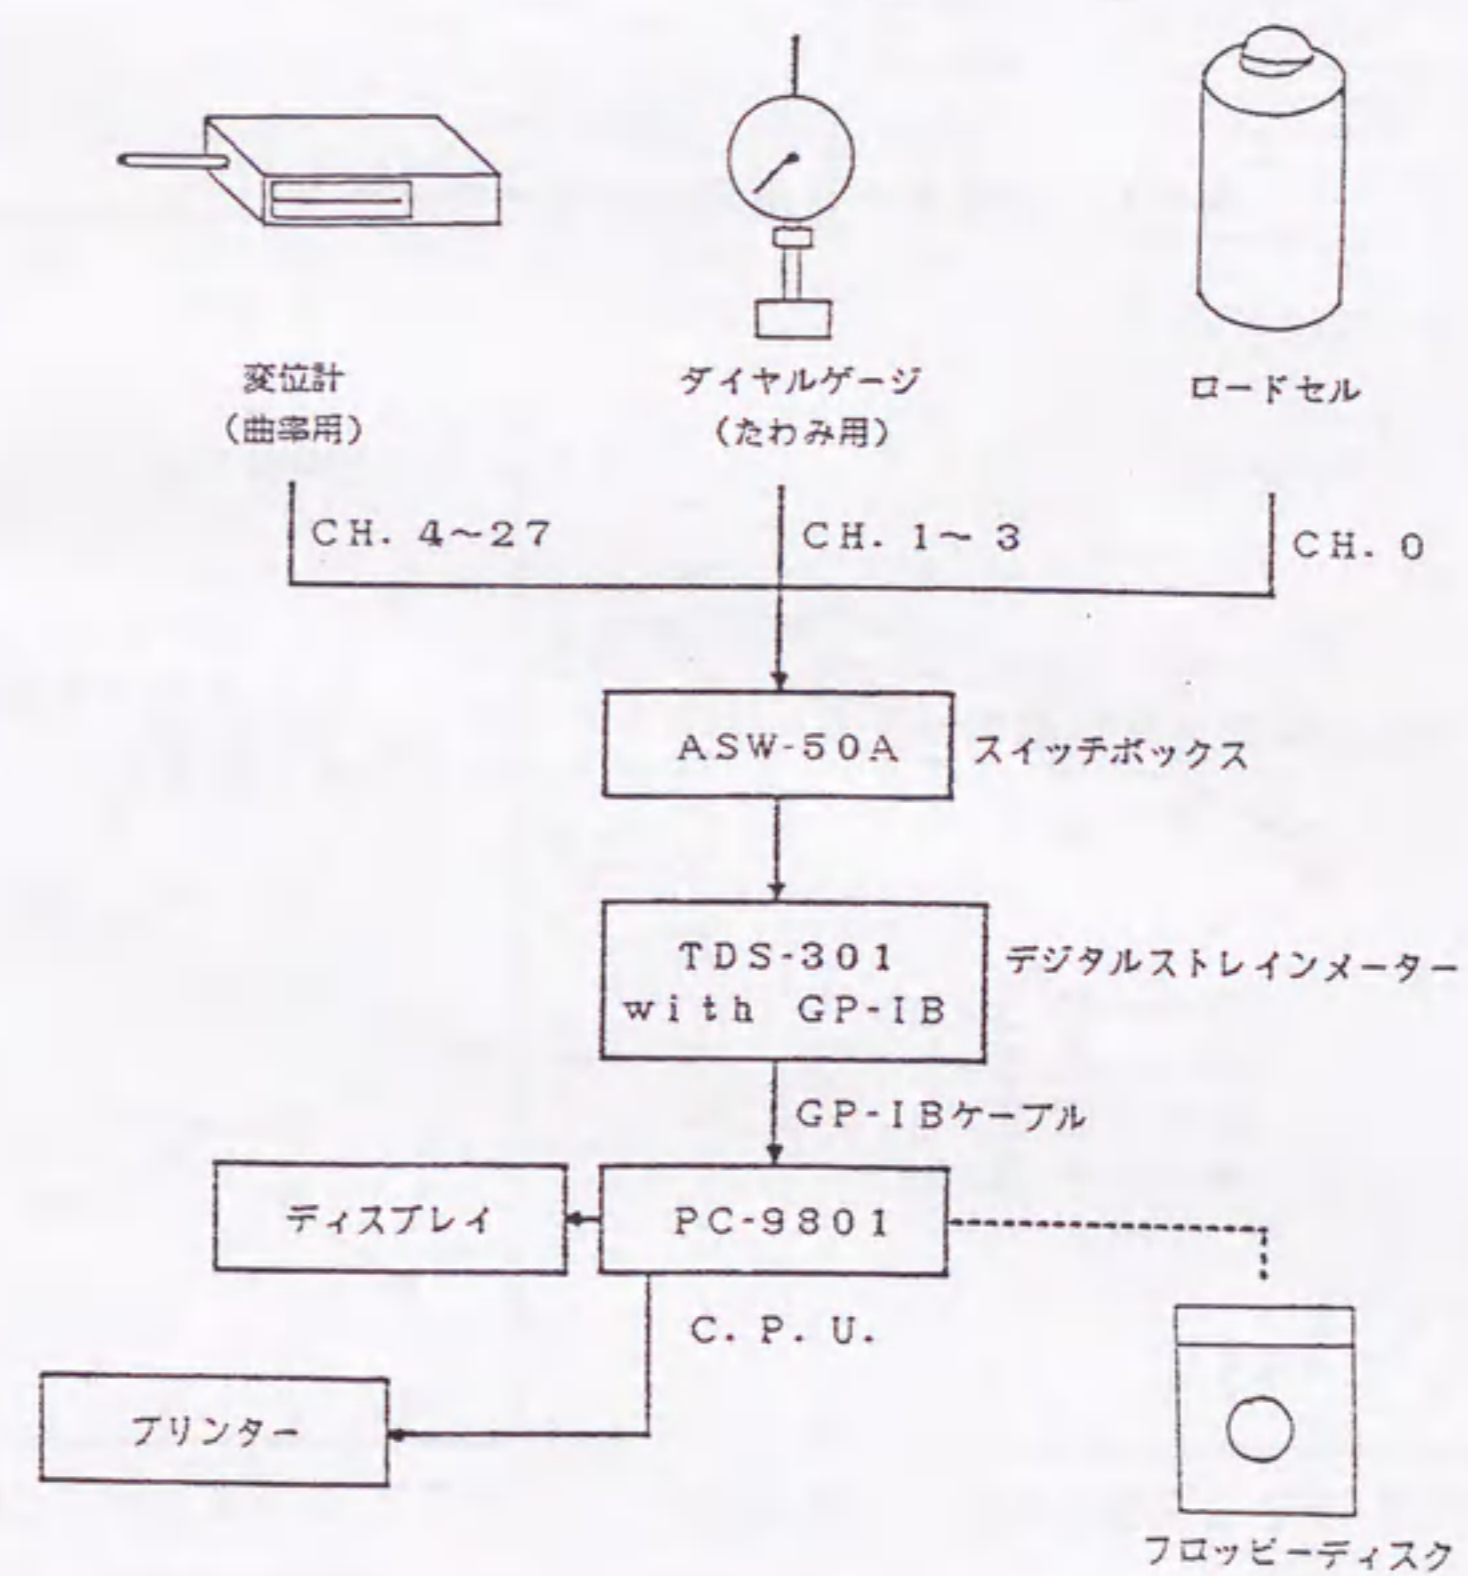 変位計
(曲率用)
ダイヤルゲージ
(たわみ用)
ロードセル
CH. 4~27
CH. 1~3
CH. 0
ASW-50A
スイッチボックス
TDS-301
with GP-IB
デジタルストレインメーター
GP-IBケーブル
ディスプレイ
PC-9801
C. P. U.
プリンター
フロッピーディスク